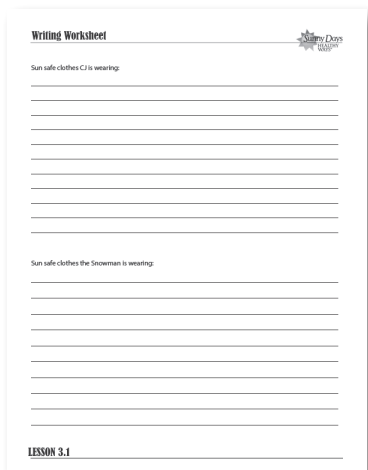 Writing Worksheet
Sunny Days
HEALTHY
WAYS
Sun safe clothes CJ is wearing:
Sun safe clothes the Snowman is wearing:
LESSON 3.1